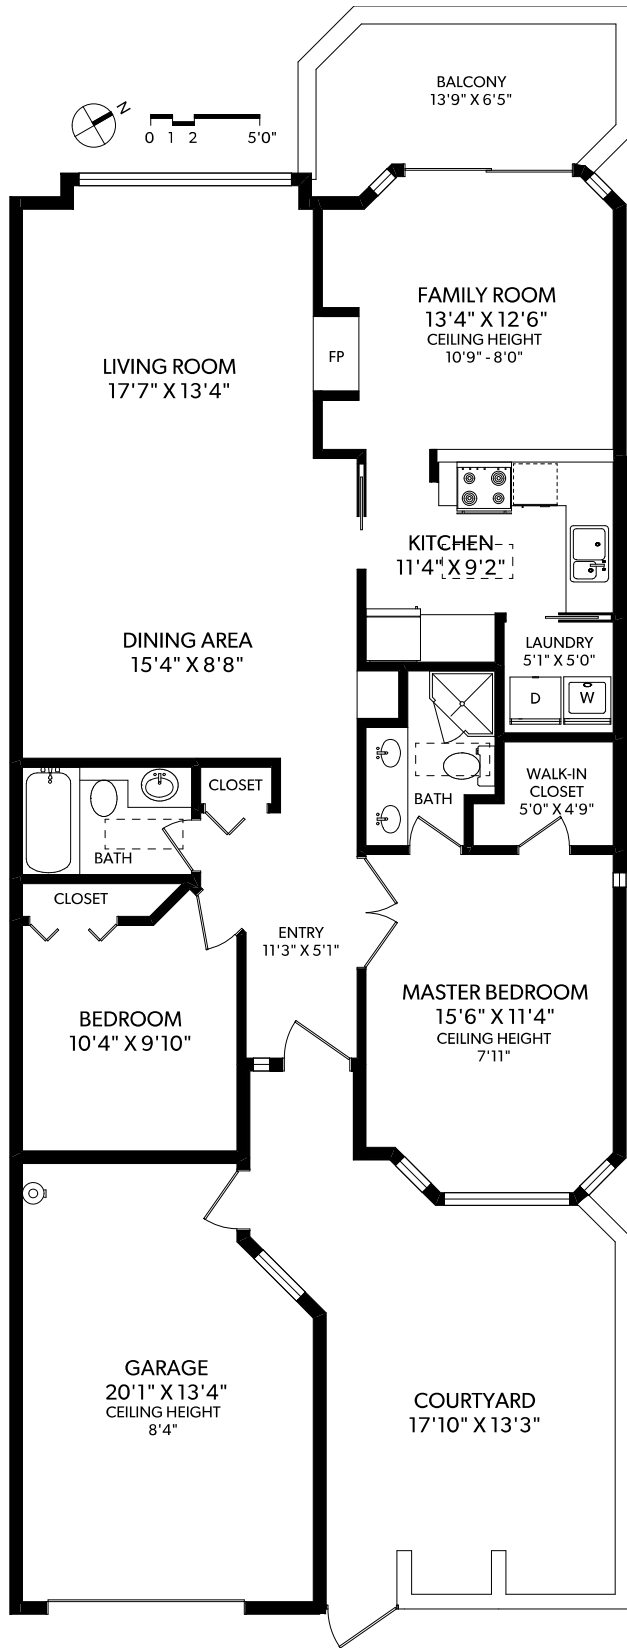 BALCONY
13'9" X 6'5"
N
0 1 2 5'0"
FAMILY ROOM
13'4" X 12'6"
CEILING HEIGHT
10'9" - 8'0"
FP
LIVING ROOM
17'7" X 13'4"
KITCHEN
11'4" X 9'2"
DINING AREA
15'4" X 8'8"
LAUNDRY
5'1" X 5'0"
D
W
CLOSET
BATH
WALK-IN
CLOSET
5'0" X 4'9"
BATH
CLOSET
ENTRY
11'3" X 5'1"
MASTER BEDROOM
15'6" X 11'4"
CEILING HEIGHT
7'11"
BEDROOM
10'4" X 9'10"
GARAGE
20'1" X 13'4"
CEILING HEIGHT
8'4"
COURTYARD
17'10" X 13'3"